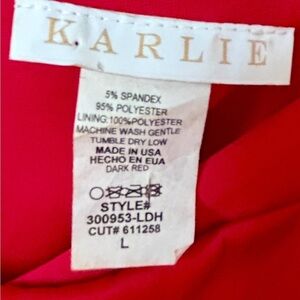 KARLIE
5% SPANDEX
95% POLYESTER
LINING:100%POLYESTER
MACHINE WASH GENTLE
TUMBLE DRY LOW
MADE IN USA
HECHO EN EUA
DARK RED
STYLE#
300953-LDH
CUT# 611258
L